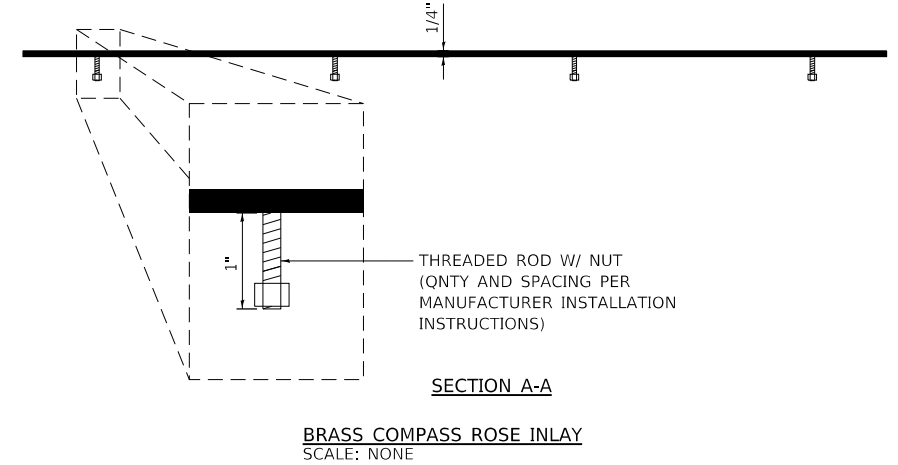 1/4"
1"
THREADED ROD W/ NUT
(QNTY AND SPACING PER
MANUFACTURER INSTALLATION
INSTRUCTIONS)
SECTION A-A
BRASS COMPASS ROSE INLAY
SCALE: NONE